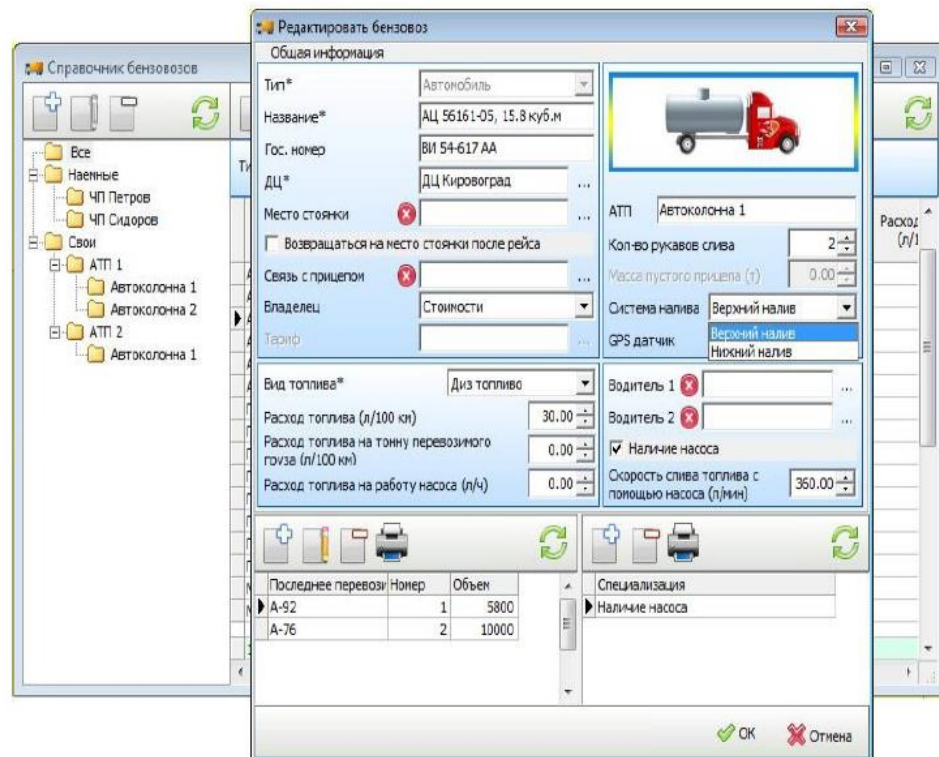 Редактировать бензовоз
Общая информация
Справочник бензовозов
Все
Наемные
ЧП Петров
ЧП Сидоров
Свои
АТП 1
Автоколонна 1
Автоколонна 2
АТП 2
Автоколонна 1
Тип*
Автомобиль
Название*
АЦ 56161-05, 15.8 куб.м
Гос. номер
ВИ 54-617 АА
ДЦ*
ДЦ Кировоград
...
Место стоянки
...
Возвращаться на место стоянки после рейса
Связь с прицепом
...
Владелец
Стоимости
Тариф
...
АТП
Автоколонна 1
Кол-во рукавов слива
2
Масса пустого прицепа (т)
0.00
Система налива
Верхний налив
Верхний налив
Нижний налив
GPS датчик
Вид топлива*
Диз топливо
Расход топлива (л/100 км)
30.00
Расход топлива на тонну перевозимого
груза (л/100 км)
0.00
Расход топлива на работу насоса (л/ч)
0.00
Водитель 1
...
Водитель 2
...
Наличие насоса
Скорость слива топлива с
помощью насоса (л/мин)
360.00
Последнее перевози
Номер
Объем
А-92
1
5800
А-76
2
10000
Специализация
Наличие насоса
OK
Отмена
Расход
(л/1